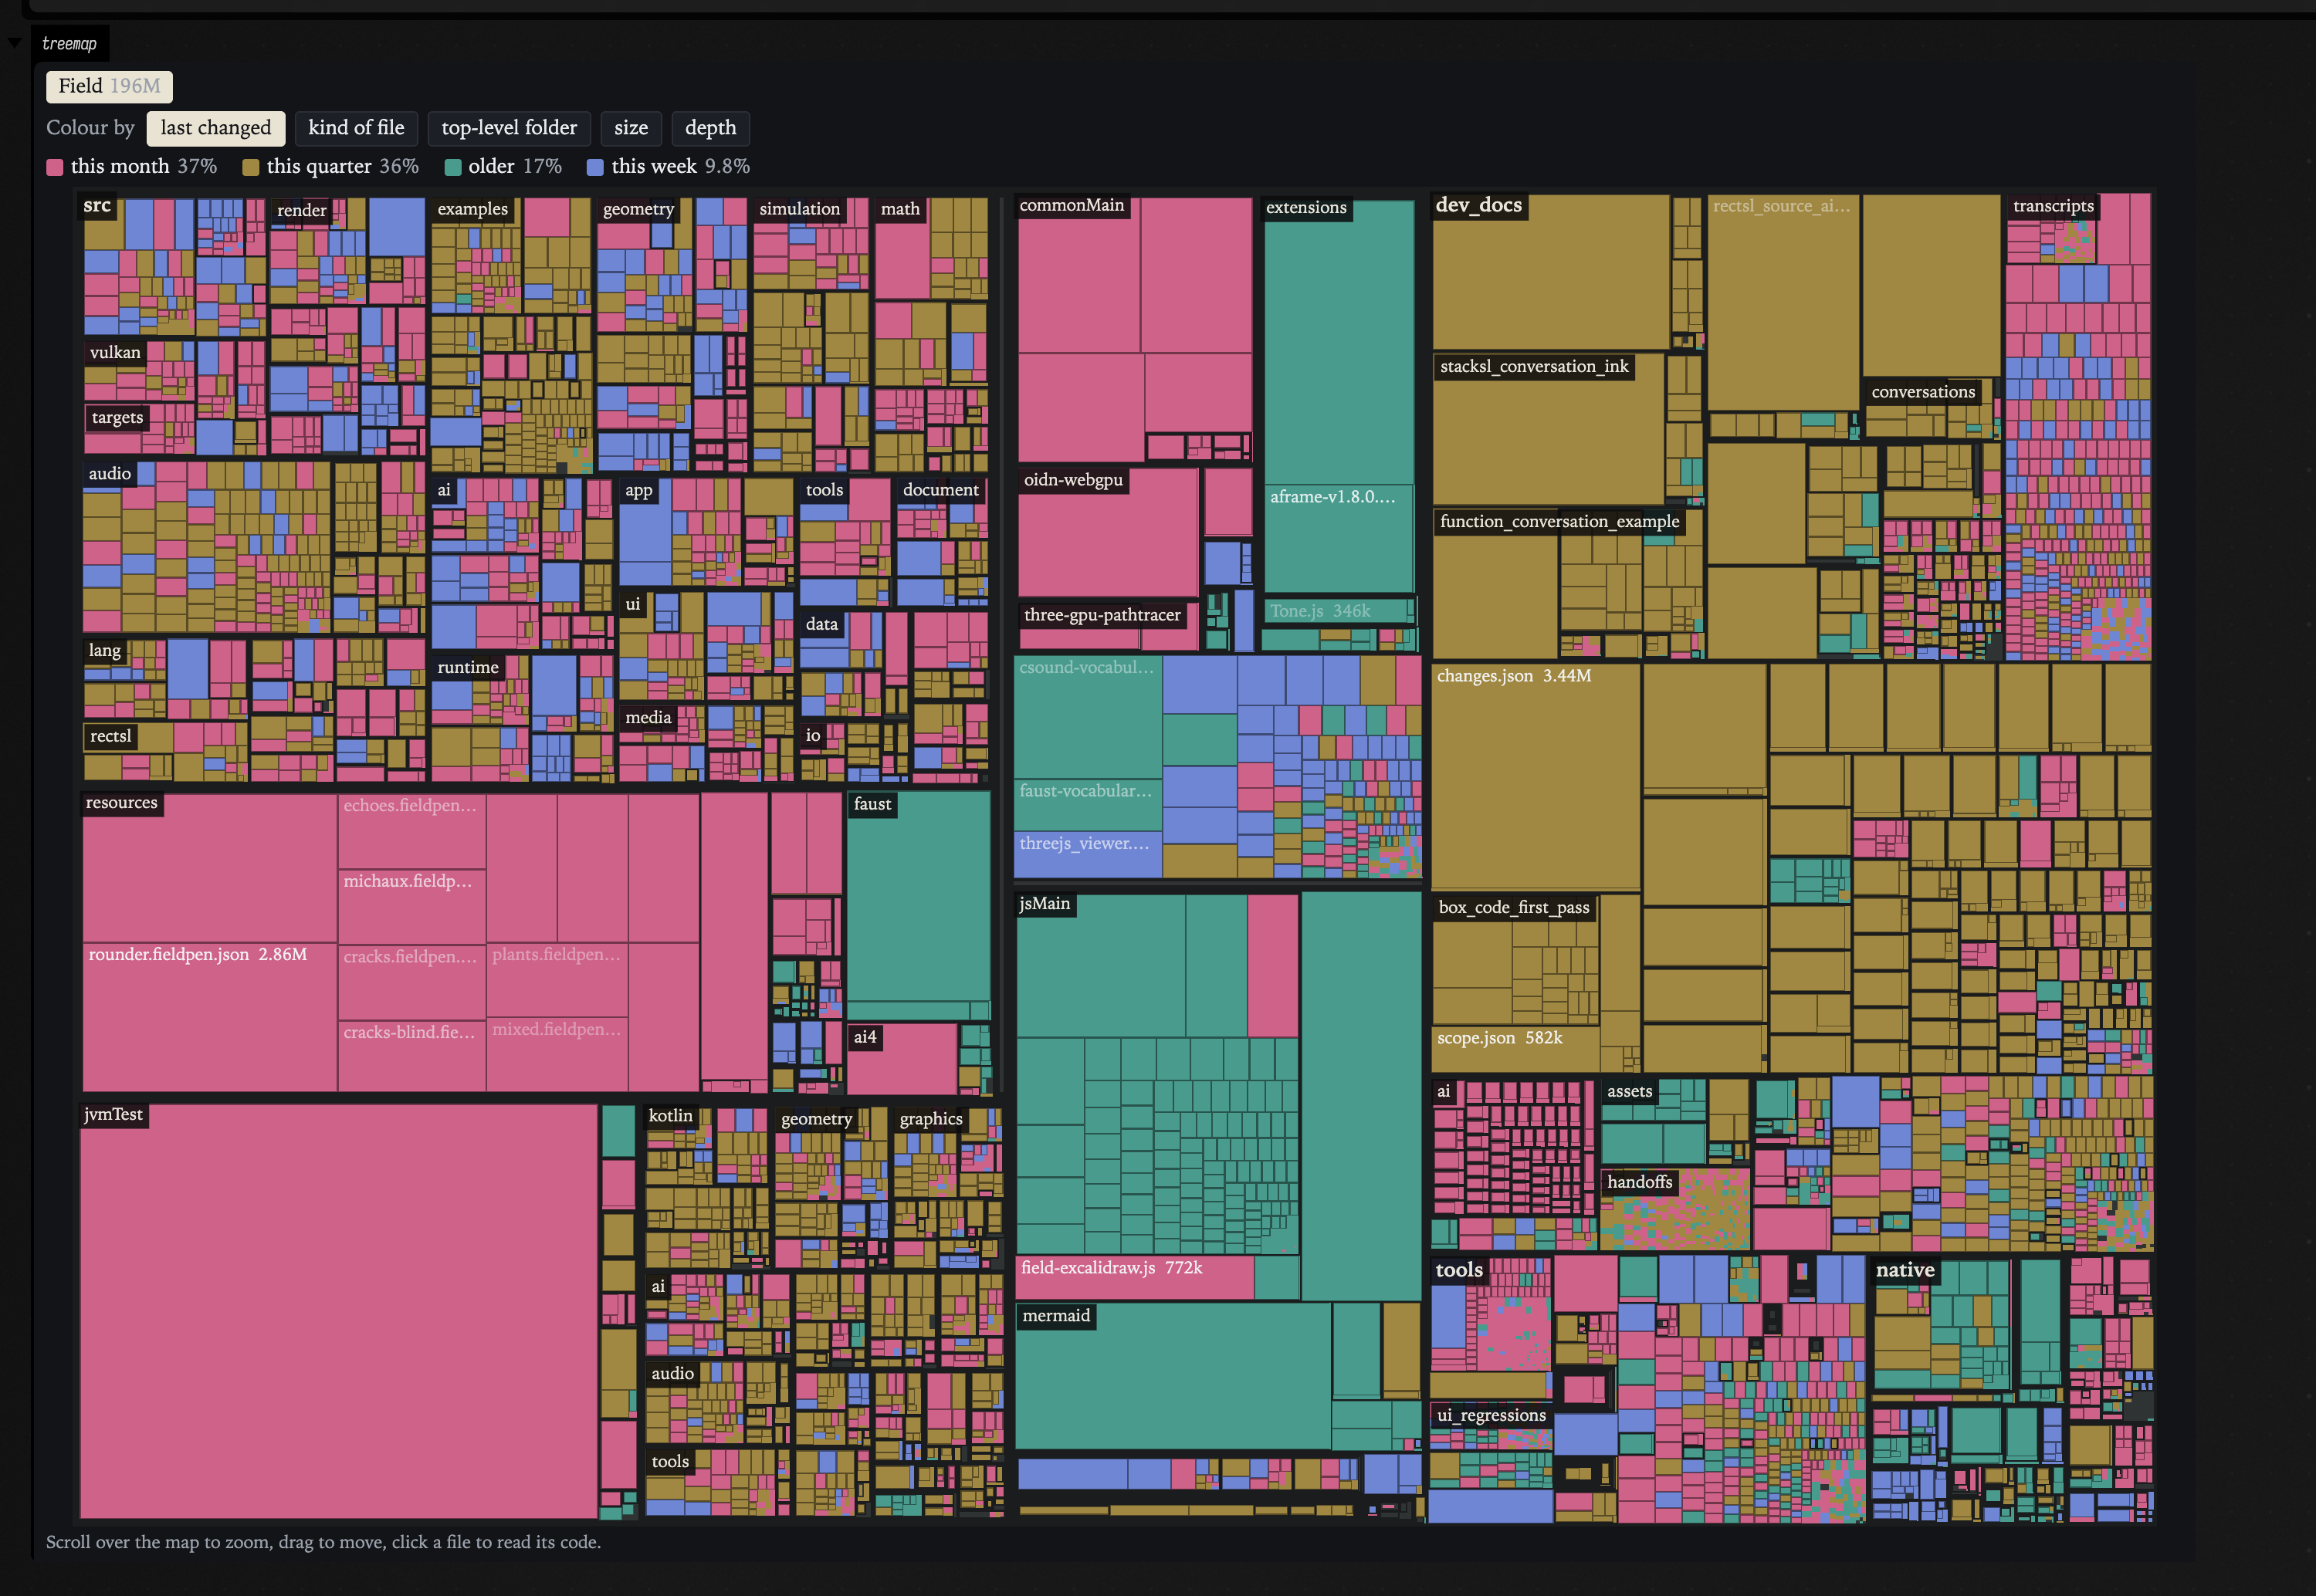 treemap
Field 196M
Colour by last changed kind of file top-level folder size depth
this month 37% this quarter 36% older 17% this week 9.8%
src
render
examples
geometry
simulation
math
vulkan
targets
audio
ai
app
tools
document
ui
data
lang
runtime
media
io
rectsl
resources
echoes.fieldpen…
michaux.fieldp…
rounder.fieldpen.json 2.86M
cracks.fieldpen.…
plants.fieldpen…
cracks-blind.fie…
mixed.fieldpen…
faust
ai4
jvmTest
kotlin
geometry
graphics
ai
audio
tools
commonMain
extensions
oidn-webgpu
aframe-v1.8.0.…
three-gpu-pathtracer
Tone.js 346k
csound-vocabul…
faust-vocabular…
threejs_viewer.…
jsMain
field-excalidraw.js 772k
mermaid
dev_docs
rectsl_source_ai…
transcripts
stacksl_conversation_ink
conversations
function_conversation_example
changes.json 3.44M
box_code_first_pass
scope.json 582k
ai
assets
handoffs
tools
native
ui_regressions
Scroll over the map to zoom, drag to move, click a file to read its code.